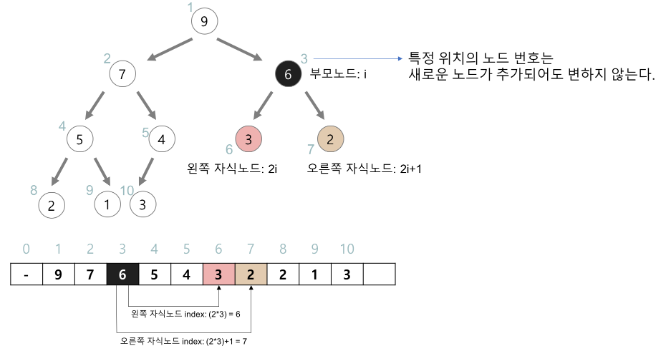 1
9
2
7
3
6
부모노드: i
특정 위치의 노드 번호는
새로운 노드가 추가되어도 변하지 않는다.
4
5
5
4
6
3
7
2
왼쪽 자식노드: 2i
오른쪽 자식노드: 2i+1
8
2
9
1
10
3
0 1 2 3 4 5 6 7 8 9 10
- 9 7 6 5 4 3 2 2 1 3
왼쪽 자식노드 index: (2*3) = 6
오른쪽 자식노드 index: (2*3)+1 = 7